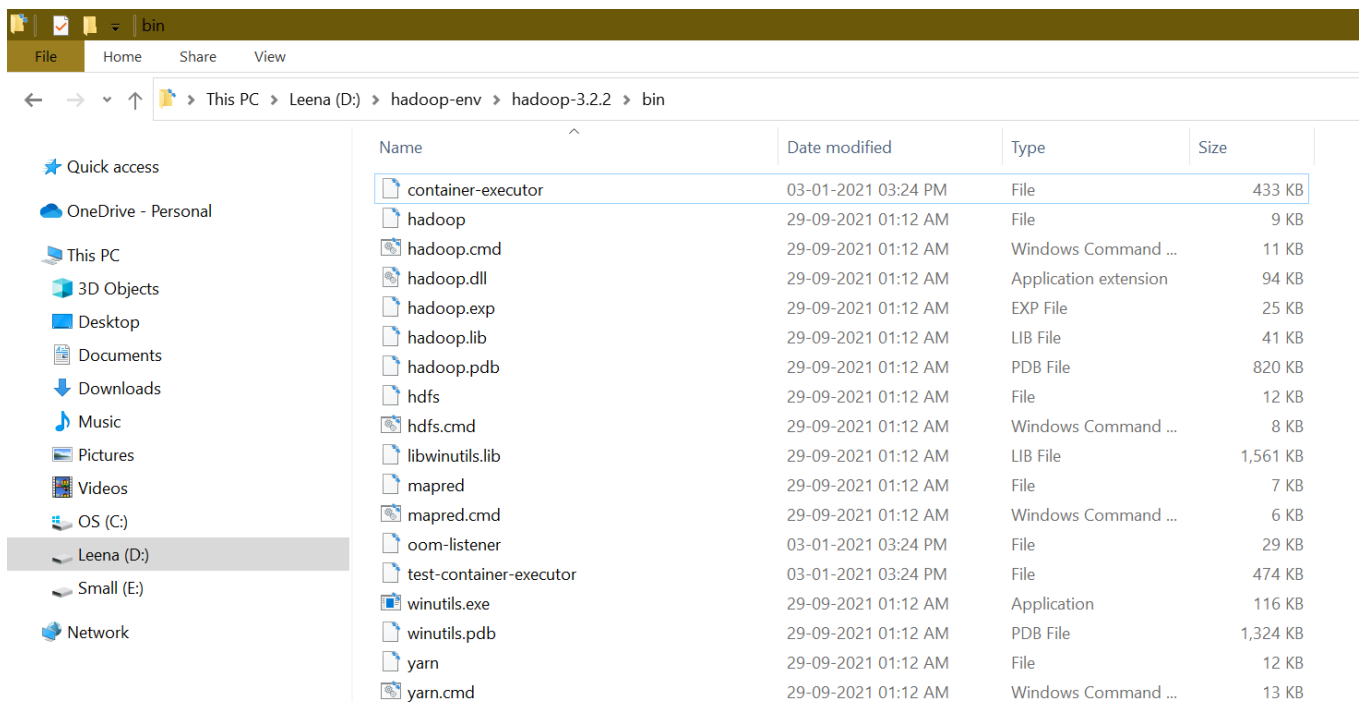 bin
File Home Share View
This PC > Leena (D:) > hadoop-env > hadoop-3.2.2 > bin
Name Date modified Type Size
Quick access
OneDrive - Personal
This PC
3D Objects
Desktop
Documents
Downloads
Music
Pictures
Videos
OS (C:)
Leena (D:)
Small (E:)
Network
container-executor 03-01-2021 03:24 PM File 433 KB
hadoop 29-09-2021 01:12 AM File 9 KB
hadoop.cmd 29-09-2021 01:12 AM Windows Command ... 11 KB
hadoop.dll 29-09-2021 01:12 AM Application extension 94 KB
hadoop.exp 29-09-2021 01:12 AM EXP File 25 KB
hadoop.lib 29-09-2021 01:12 AM LIB File 41 KB
hadoop.pdb 29-09-2021 01:12 AM PDB File 820 KB
hdfs 29-09-2021 01:12 AM File 12 KB
hdfs.cmd 29-09-2021 01:12 AM Windows Command ... 8 KB
libwinutils.lib 29-09-2021 01:12 AM LIB File 1,561 KB
mapred 29-09-2021 01:12 AM File 7 KB
mapred.cmd 29-09-2021 01:12 AM Windows Command ... 6 KB
oom-listener 03-01-2021 03:24 PM File 29 KB
test-container-executor 03-01-2021 03:24 PM File 474 KB
winutils.exe 29-09-2021 01:12 AM Application 116 KB
winutils.pdb 29-09-2021 01:12 AM PDB File 1,324 KB
yarn 29-09-2021 01:12 AM File 12 KB
yarn.cmd 29-09-2021 01:12 AM Windows Command ... 13 KB